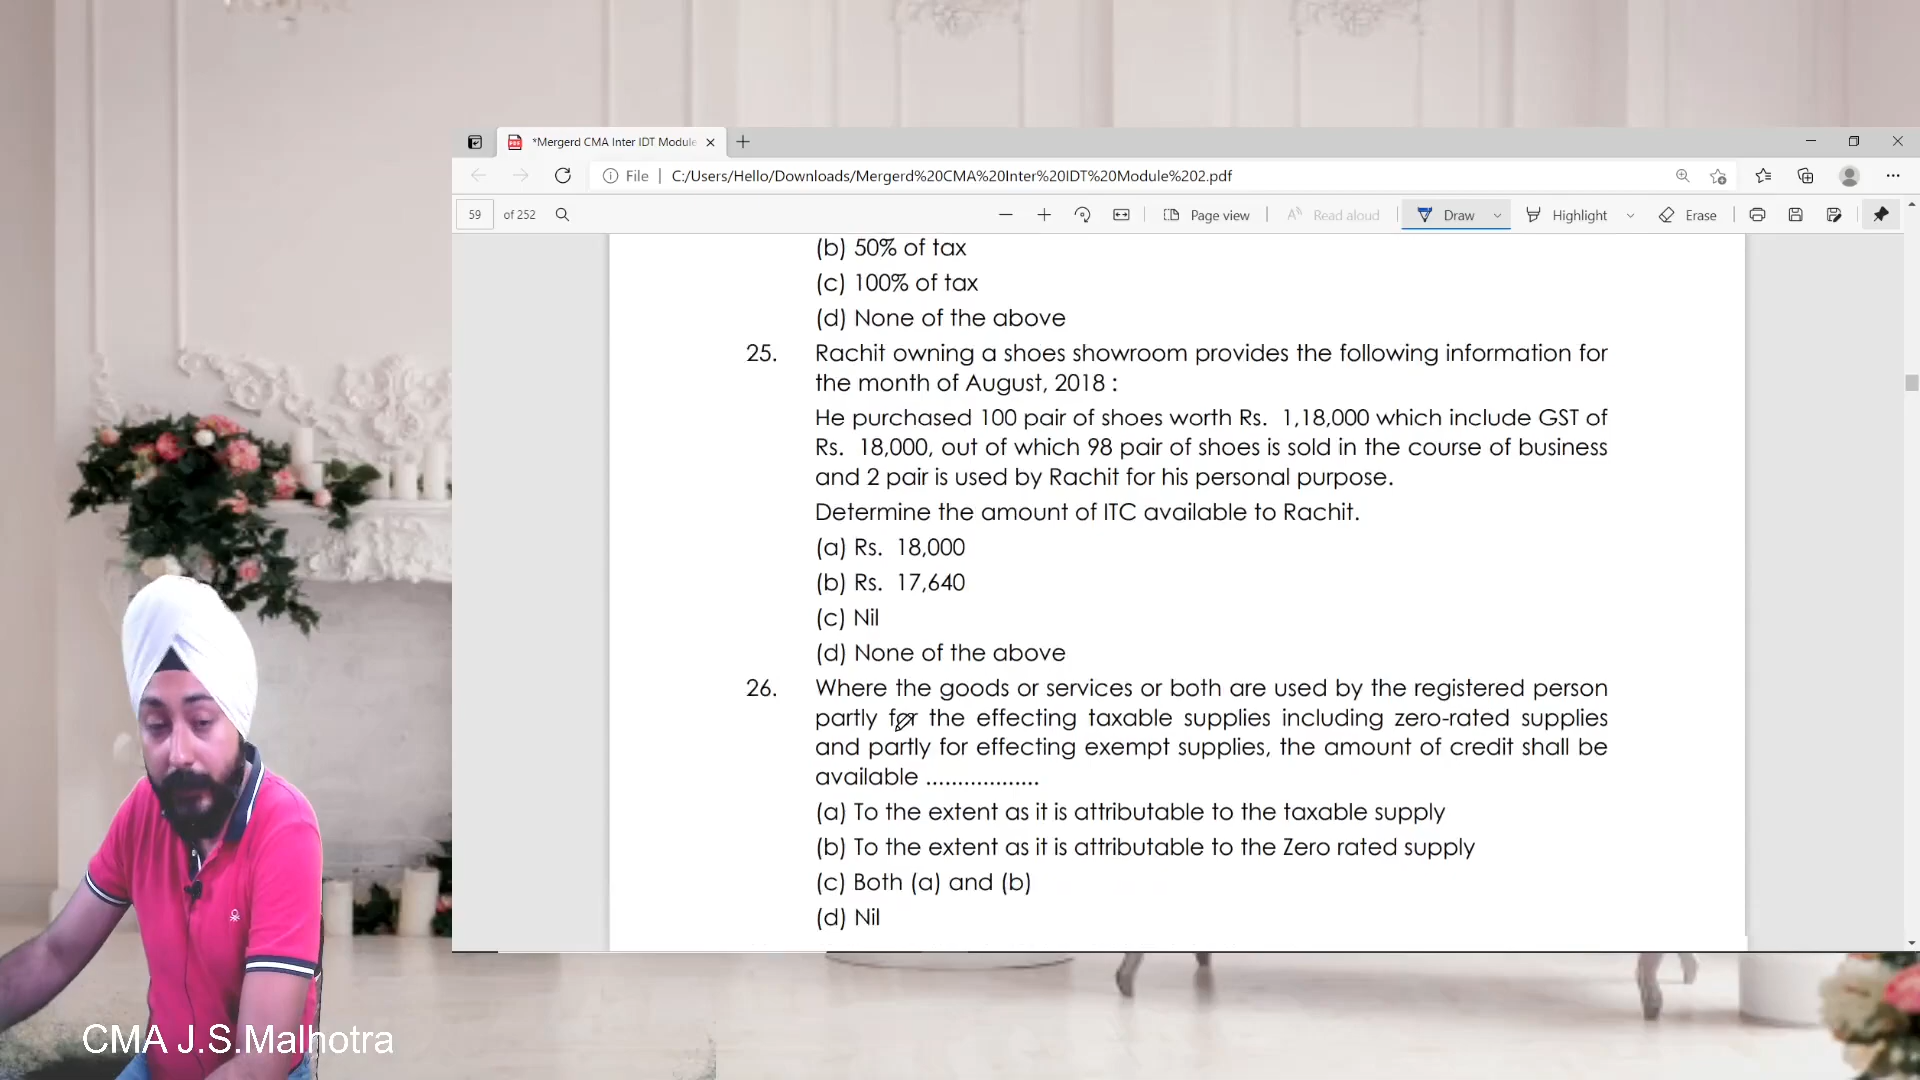 *Mergerd CMA Inter IDT Module
File | C:/Users/Hello/Downloads/Mergerd%20CMA%20Inter%20IDT%20Module%202.pdf
59 of 252
Page view
Read aloud
Draw
Highlight
Erase
(b) 50% of tax
(c) 100% of tax
(d) None of the above
25. Rachit owning a shoes showroom provides the following information for
the month of August, 2018 :
He purchased 100 pair of shoes worth Rs. 1,18,000 which include GST of
Rs. 18,000, out of which 98 pair of shoes is sold in the course of business
and 2 pair is used by Rachit for his personal purpose.
Determine the amount of ITC available to Rachit.
(a) Rs. 18,000
(b) Rs. 17,640
(c) Nil
(d) None of the above
26. Where the goods or services or both are used by the registered person
partly for the effecting taxable supplies including zero-rated supplies
and partly for effecting exempt supplies, the amount of credit shall be
available ..................
(a) To the extent as it is attributable to the taxable supply
(b) To the extent as it is attributable to the Zero rated supply
(c) Both (a) and (b)
(d) Nil
CMA J.S.Malhotra